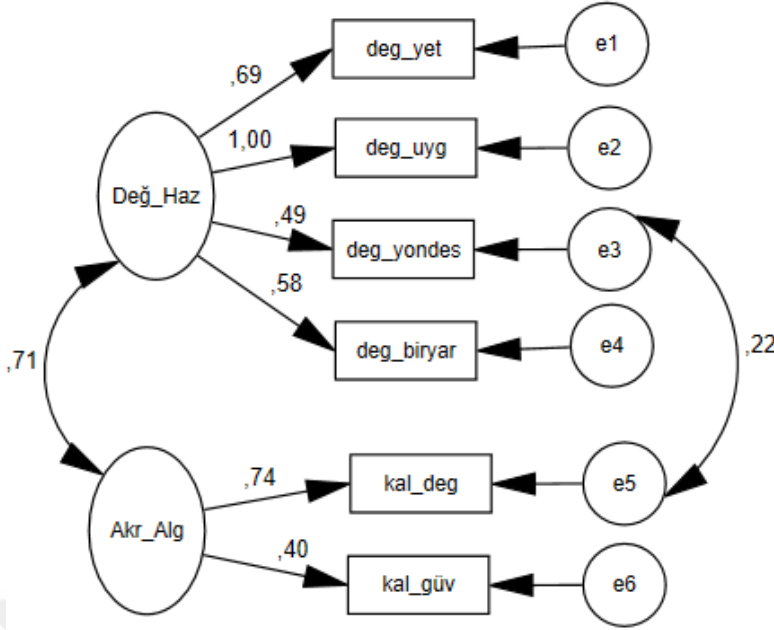 deg_yet
e1
,69
1,00
deg_uyg
e2
Değ_Haz
,49
deg_yondes
e3
,58
deg_biryar
e4
,71
,22
,74
kal_deg
e5
Akr_Alg
,40
kal_güv
e6